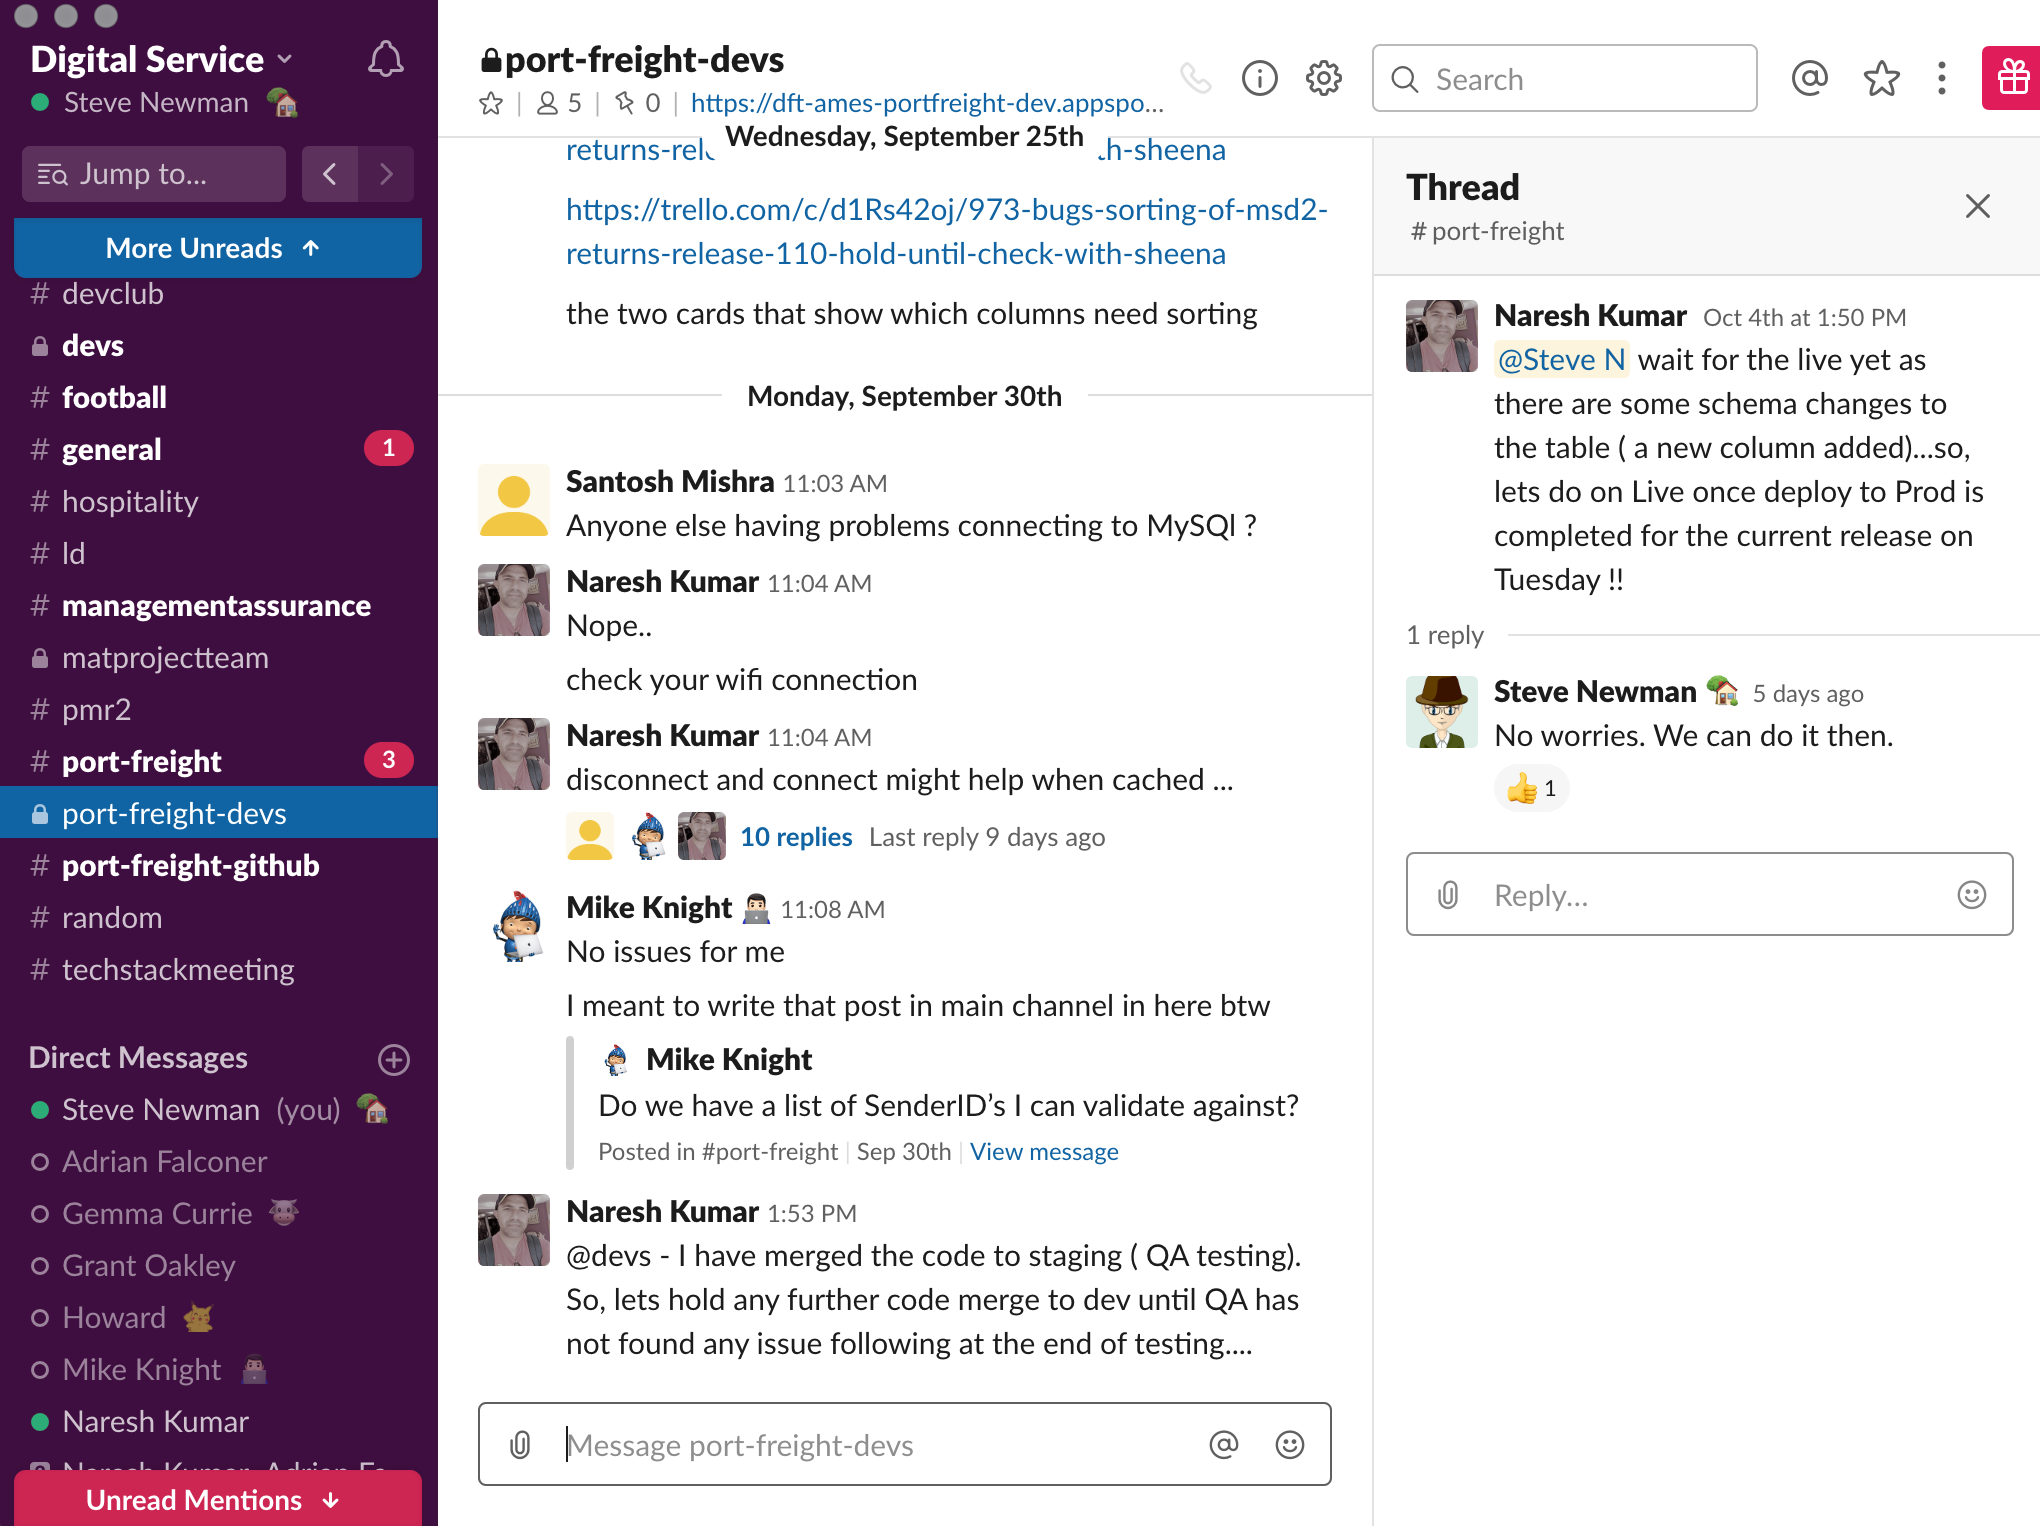 Digital Service
Steve Newman
Jump to...
More Unreads ↑
# devclub
devs
# football
# general 1
# hospitality
# ld
# managementassurance
matprojectteam
# pmr2
# port-freight 3
port-freight-devs
# port-freight-github
# random
# techstackmeeting
Direct Messages
Steve Newman (you)
Adrian Falconer
Gemma Currie
Grant Oakley
Howard
Mike Knight
Naresh Kumar
Naresh Kumar, Adrian Fa...
Unread Mentions ↓
port-freight-devs
5 | 0 | https://dft-ames-portfreight-dev.appspo...
Search
Wednesday, September 25th
returns-rel
h-sheena
https://trello.com/c/d1Rs42oj/973-bugs-sorting-of-msd2-
returns-release-110-hold-until-check-with-sheena
the two cards that show which columns need sorting
Monday, September 30th
Santosh Mishra 11:03 AM
Anyone else having problems connecting to MySQl ?
Naresh Kumar 11:04 AM
Nope..
check your wifi connection
Naresh Kumar 11:04 AM
disconnect and connect might help when cached ...
10 replies Last reply 9 days ago
Mike Knight 11:08 AM
No issues for me
I meant to write that post in main channel in here btw
Mike Knight
Do we have a list of SenderID’s I can validate against?
Posted in #port-freight | Sep 30th | View message
Naresh Kumar 1:53 PM
@devs - I have merged the code to staging ( QA testing).
So, lets hold any further code merge to dev until QA has
not found any issue following at the end of testing....
Message port-freight-devs
Thread
# port-freight
Naresh Kumar Oct 4th at 1:50 PM
@Steve N wait for the live yet as
there are some schema changes to
the table ( a new column added)...so,
lets do on Live once deploy to Prod is
completed for the current release on
Tuesday !!
1 reply
Steve Newman 5 days ago
No worries. We can do it then.
1
Reply...